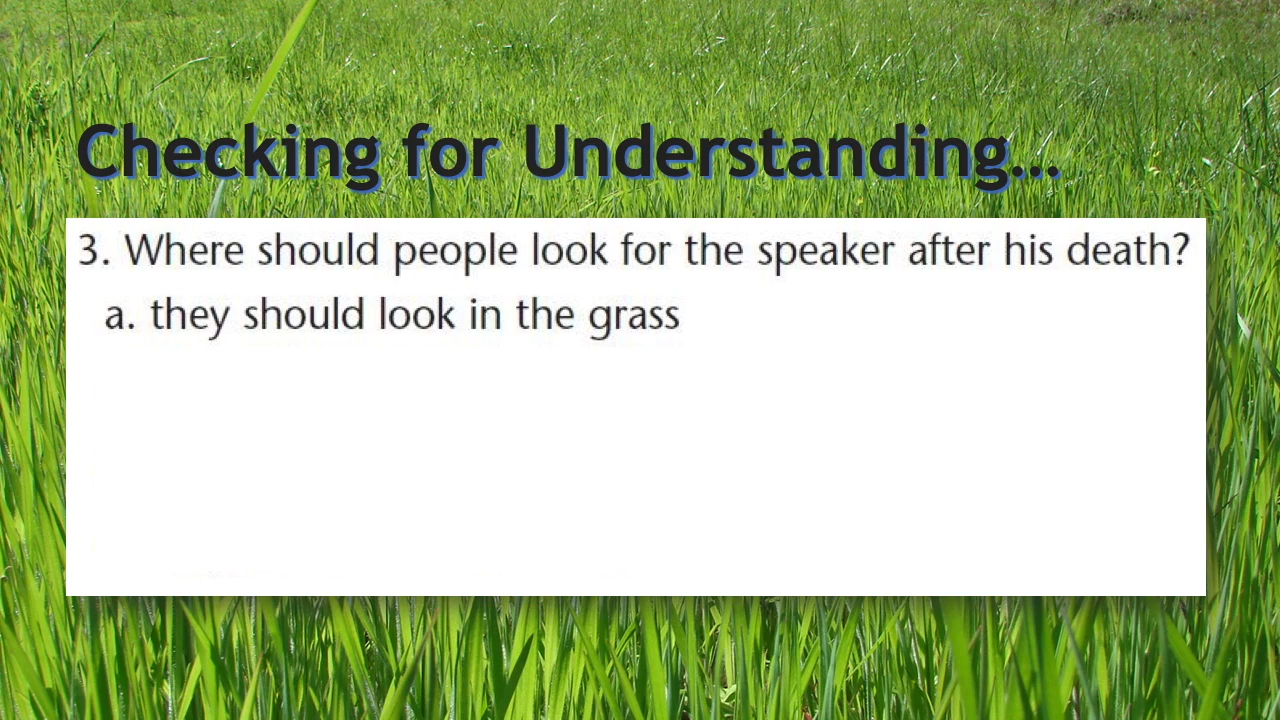 Checking for Understanding...
3. Where should people look for the speaker after his death?
a. they should look in the grass